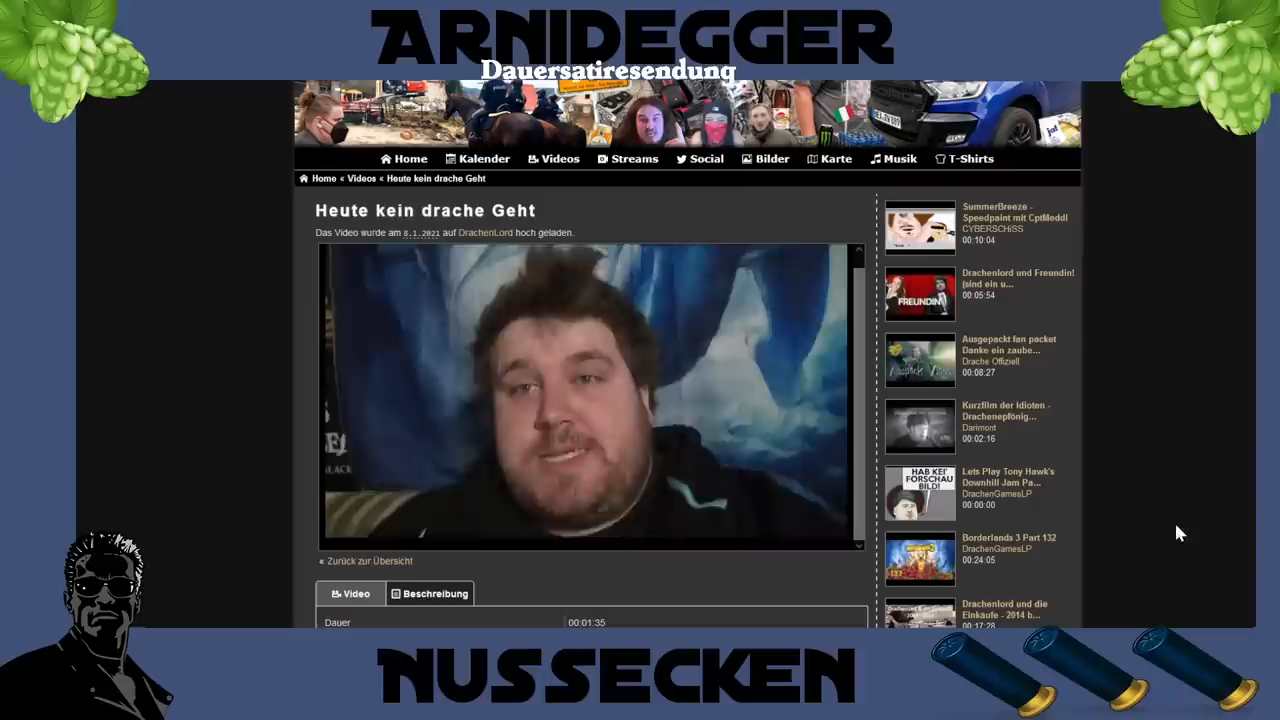 ARNIDEGGER
Dauersatiresendung
Home Kalender Videos Streams Social Bilder Karte Musik T-Shirts
Home « Videos « Heute kein drache Geht
Heute kein drache Geht
Das Video wurde am 8.1.2021 auf DrachenLord hoch geladen.
« Zurück zur Übersicht
Video Beschreibung
Dauer 00:01:35
SummerBreeze -
Speedpaint mit CptMeddl
CYBERSCHiSS
00:10:04
FREUNDIN
Drachenlord und Freundin!
(sind ein u...
00:05:54
Ausgepackt fan packet
Danke ein zaube...
Drache Offiziell
00:08:27
Kurzfilm der Idioten -
Drachenepfönig...
Darimont
00:02:16
HAB KEI'
FORSCHAU
BILD!
Lets Play Tony Hawk's
Downhill Jam Pa...
DrachenGamesLP
00:00:00
Borderlands 3 Part 132
DrachenGamesLP
00:24:05
Drachenlord und die
Einkäufe - 2014 b...
00:17:28
NUSSECKEN